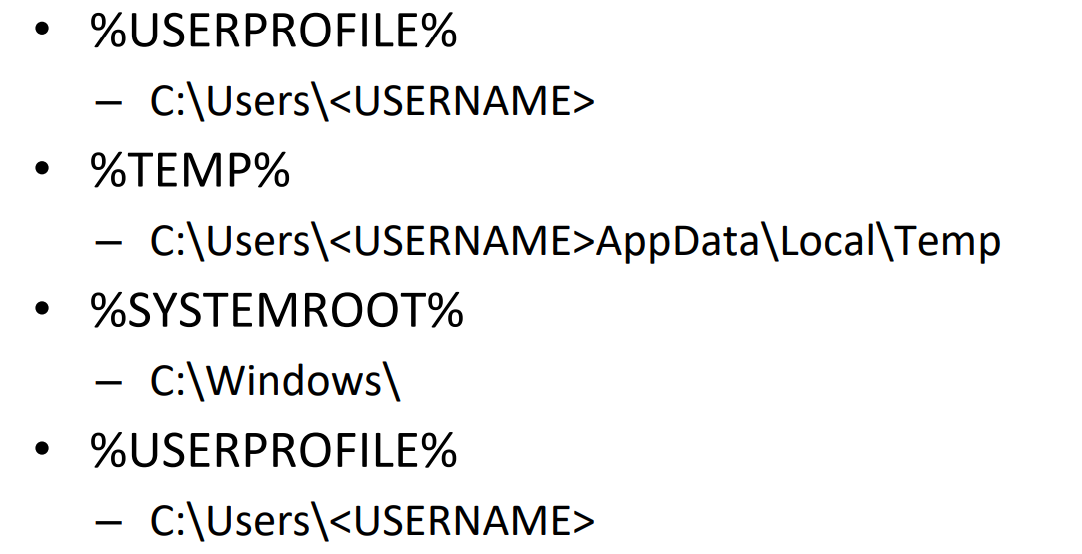 • %USERPROFILE%
– C:\Users\<USERNAME>
• %TEMP%
– C:\Users\<USERNAME>AppData\Local\Temp
• %SYSTEMROOT%
– C:\Windows\
• %USERPROFILE%
– C:\Users\<USERNAME>